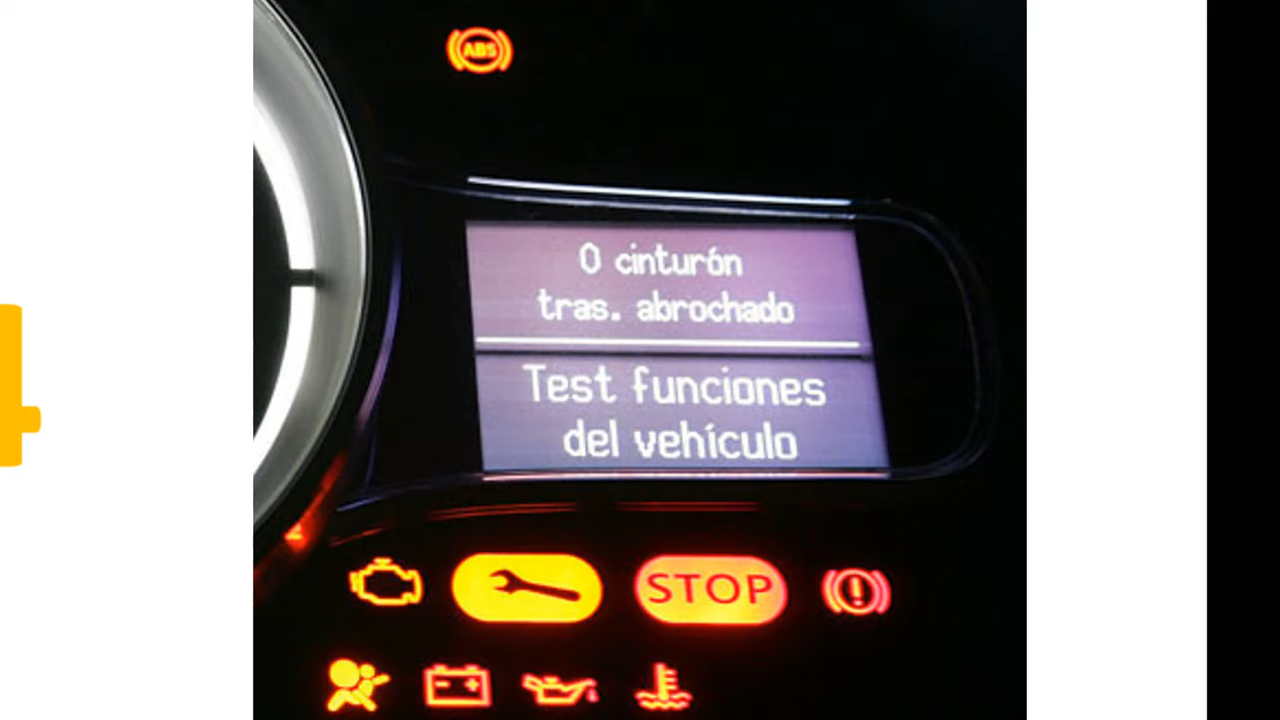 ABS
0 cinturón
tras. abrochado
Test funciones
del vehículo
STOP